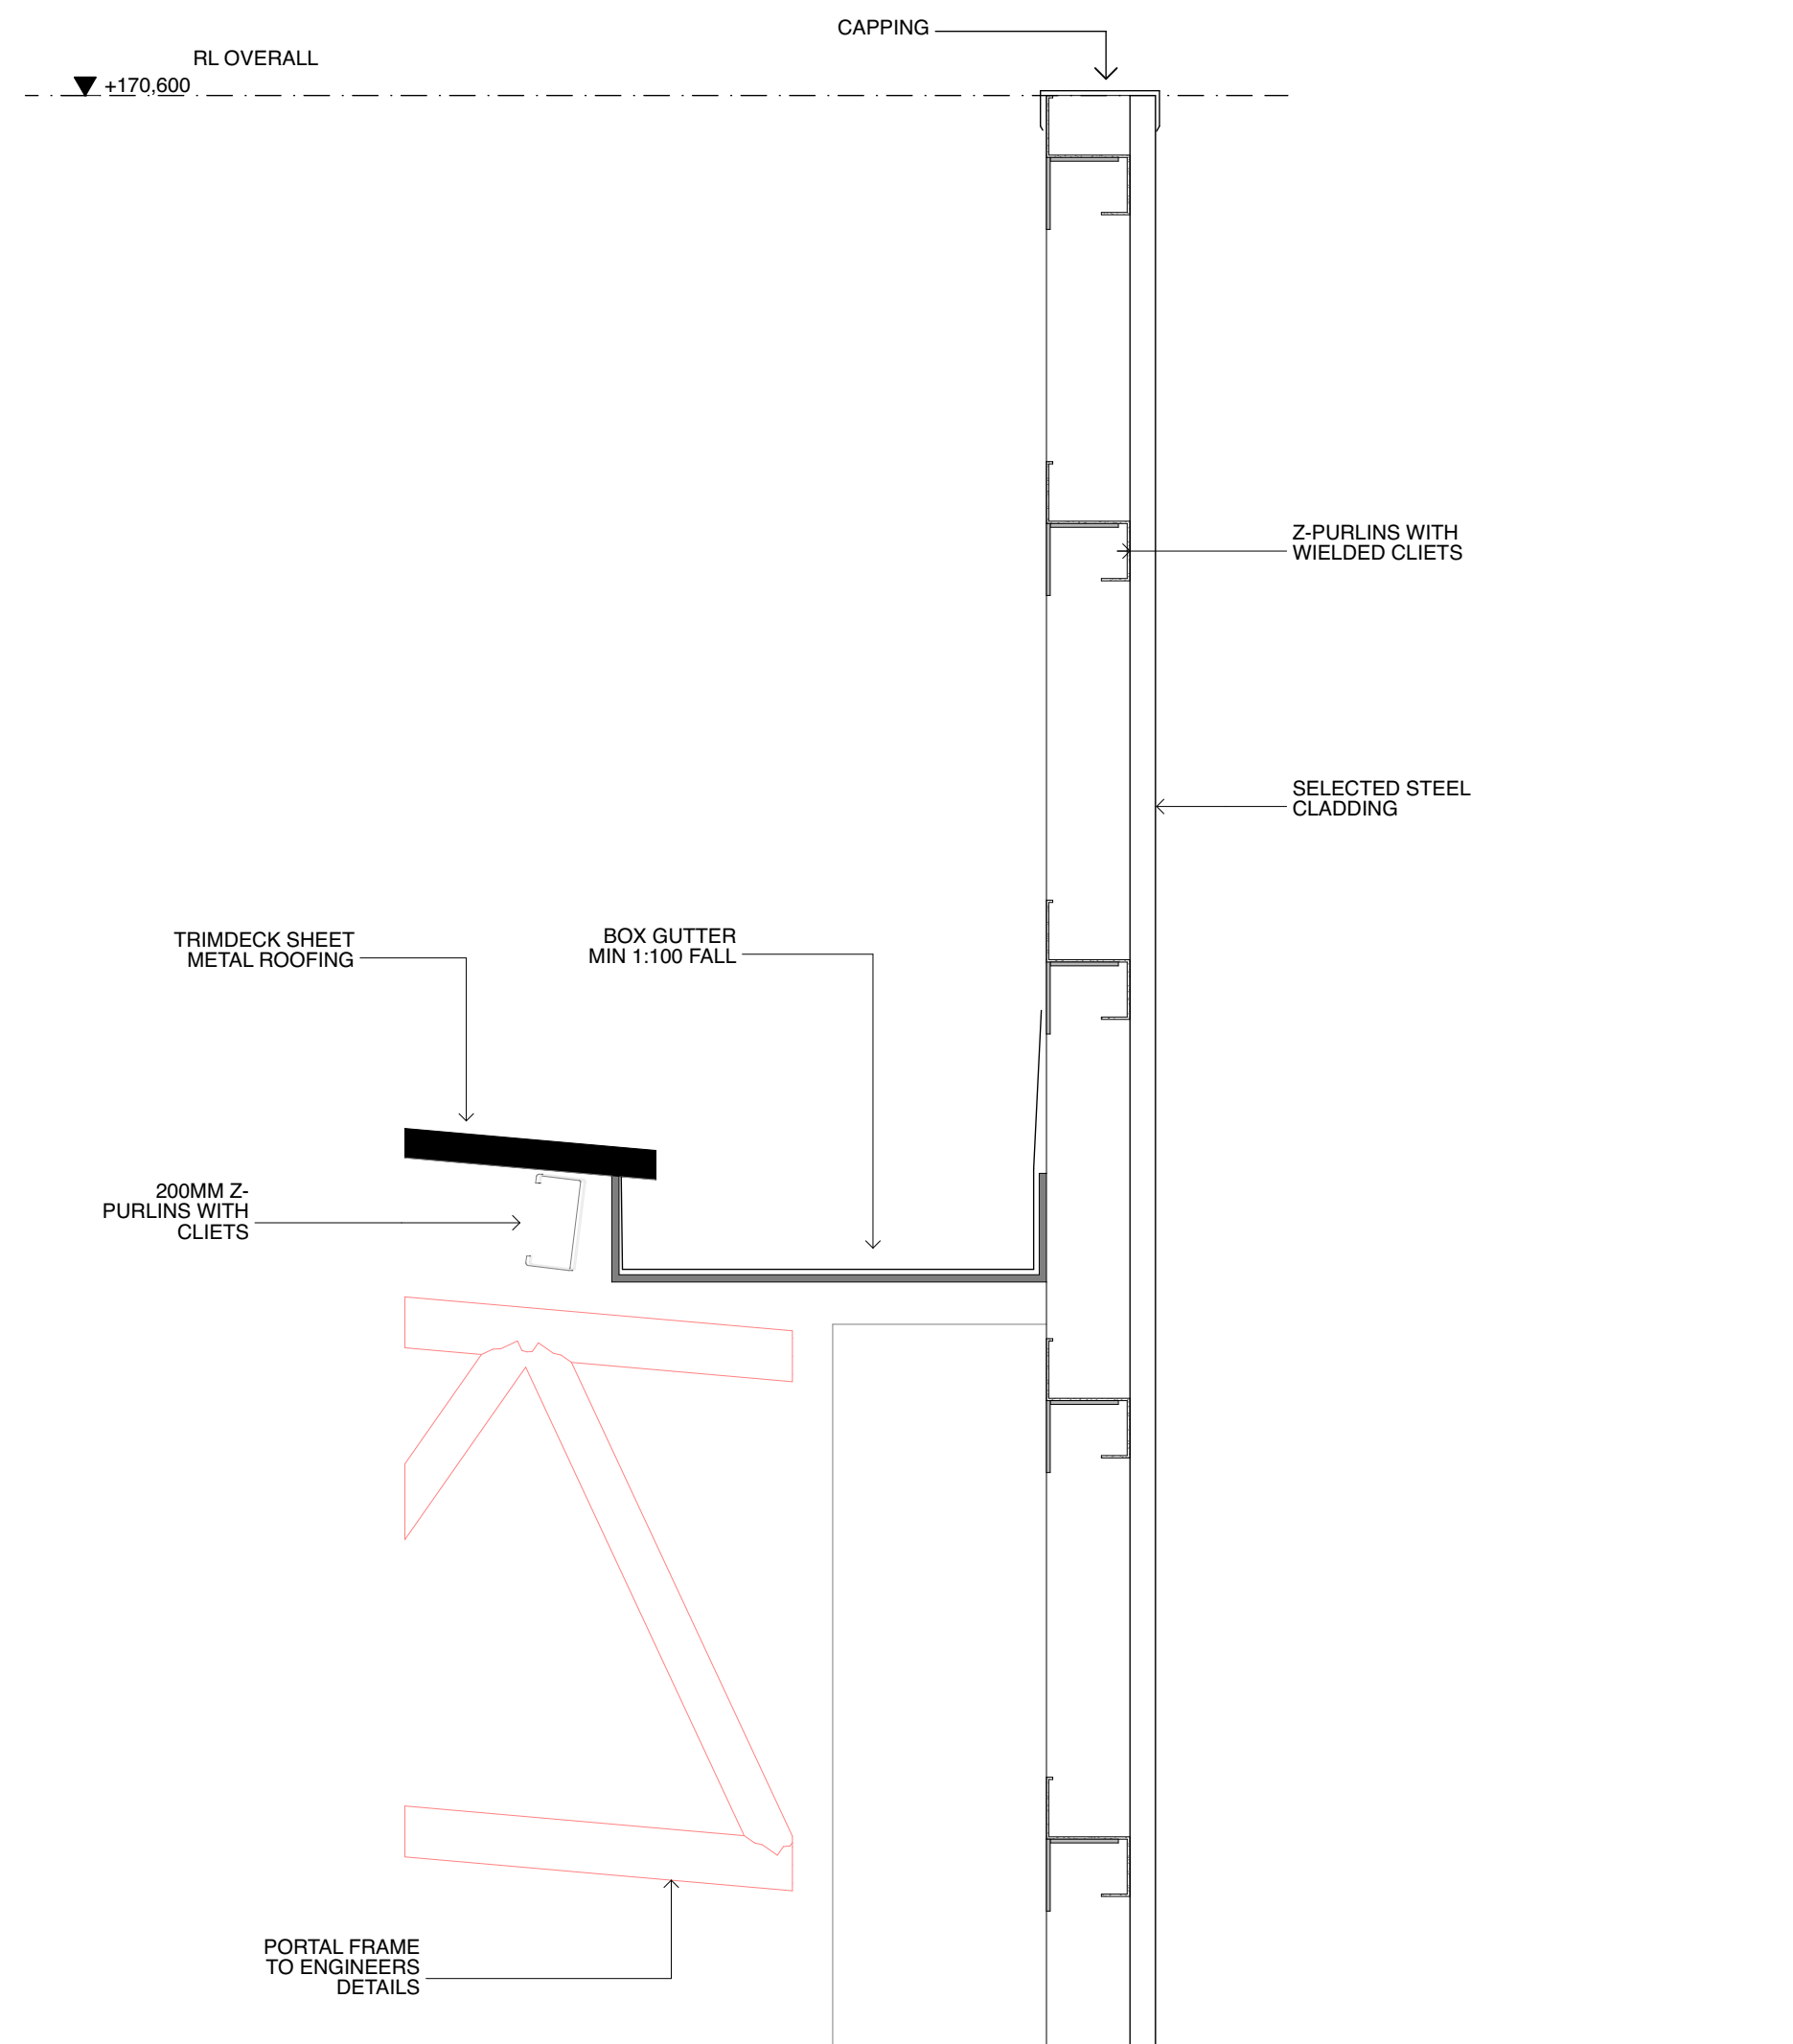 CAPPING
RL OVERALL
+170,600
Z-PURLINS WITH
WIELDED CLIETS
SELECTED STEEL
CLADDING
TRIMDECK SHEET
METAL ROOFING
BOX GUTTER
MIN 1:100 FALL
200MM Z-
PURLINS WITH
CLIETS
PORTAL FRAME
TO ENGINEERS
DETAILS